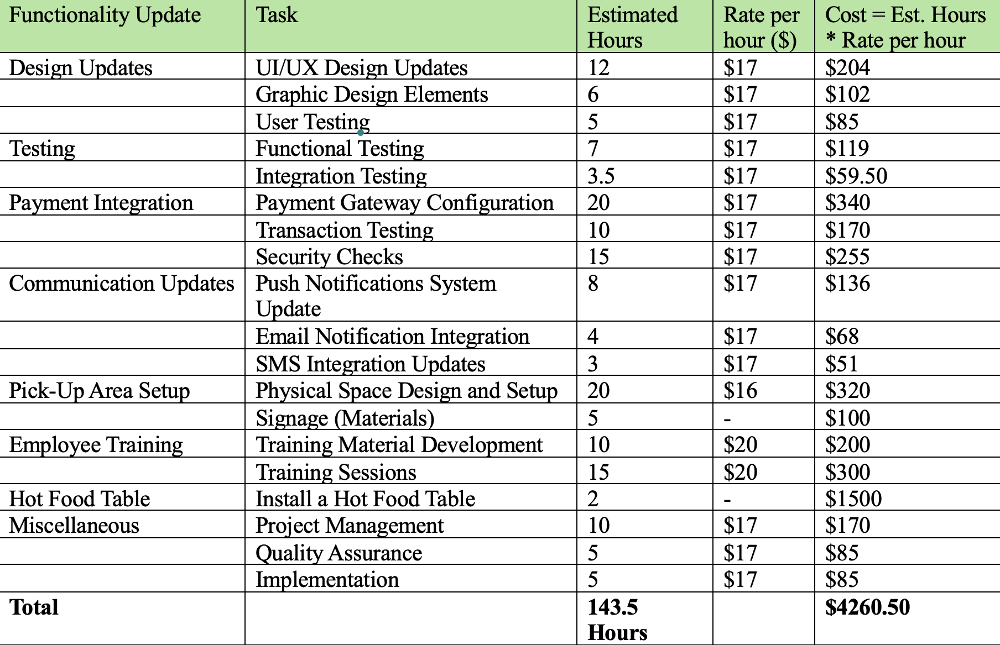 Functionality Update Task Estimated Hours Rate per hour ($) Cost = Est. Hours * Rate per hour
Design Updates UI/UX Design Updates 12 $17 $204
Graphic Design Elements 6 $17 $102
User Testing 5 $17 $85
Testing Functional Testing 7 $17 $119
Integration Testing 3.5 $17 $59.50
Payment Integration Payment Gateway Configuration 20 $17 $340
Transaction Testing 10 $17 $170
Security Checks 15 $17 $255
Communication Updates Push Notifications System Update 8 $17 $136
Email Notification Integration 4 $17 $68
SMS Integration Updates 3 $17 $51
Pick-Up Area Setup Physical Space Design and Setup 20 $16 $320
Signage (Materials) 5 - $100
Employee Training Training Material Development 10 $20 $200
Training Sessions 15 $20 $300
Hot Food Table Install a Hot Food Table 2 - $1500
Miscellaneous Project Management 10 $17 $170
Quality Assurance 5 $17 $85
Implementation 5 $17 $85
Total 143.5 Hours $4260.50